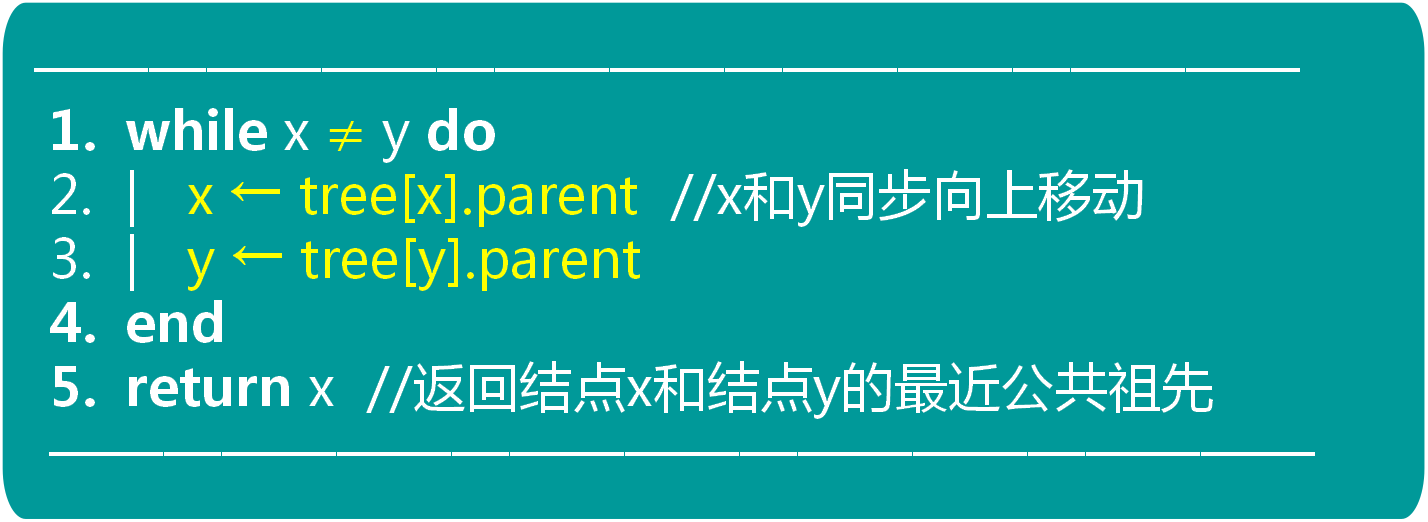 1. while x ≠ y do
2. | x ← tree[x].parent //x和y同步向上移动
3. | y ← tree[y].parent
4. end
5. return x //返回结点x和结点y的最近公共祖先